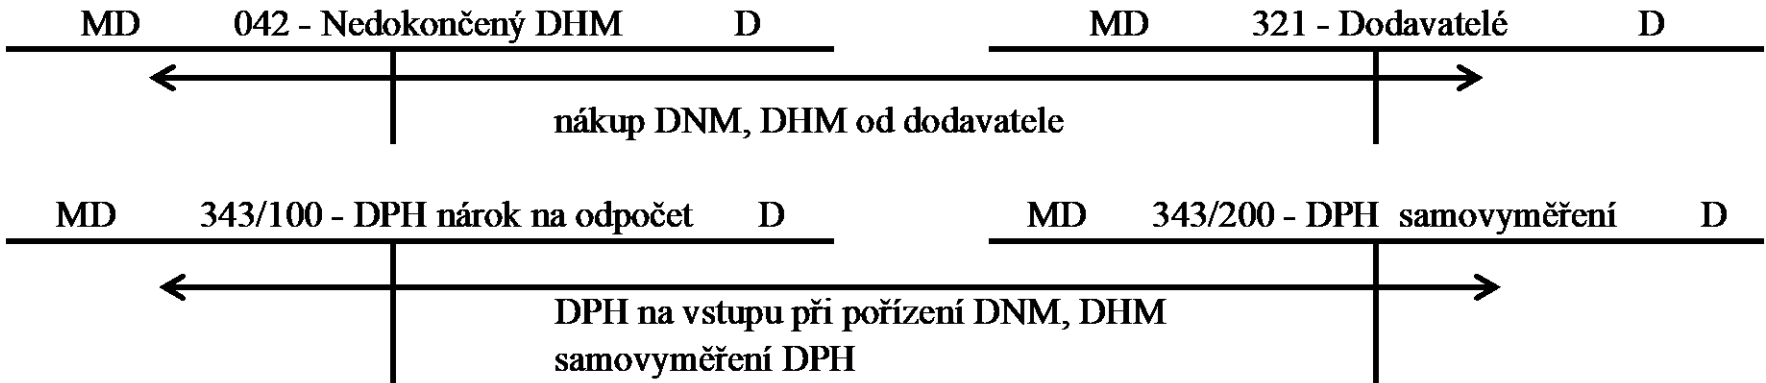 MD 042 - Nedokončený DHM D MD 321 - Dodavatelé D
nákup DNM, DHM od dodavatele
MD 343/100 - DPH nárok na odpočet D MD 343/200 - DPH samovyměření D
DPH na vstupu při pořízení DNM, DHM
samovyměření DPH